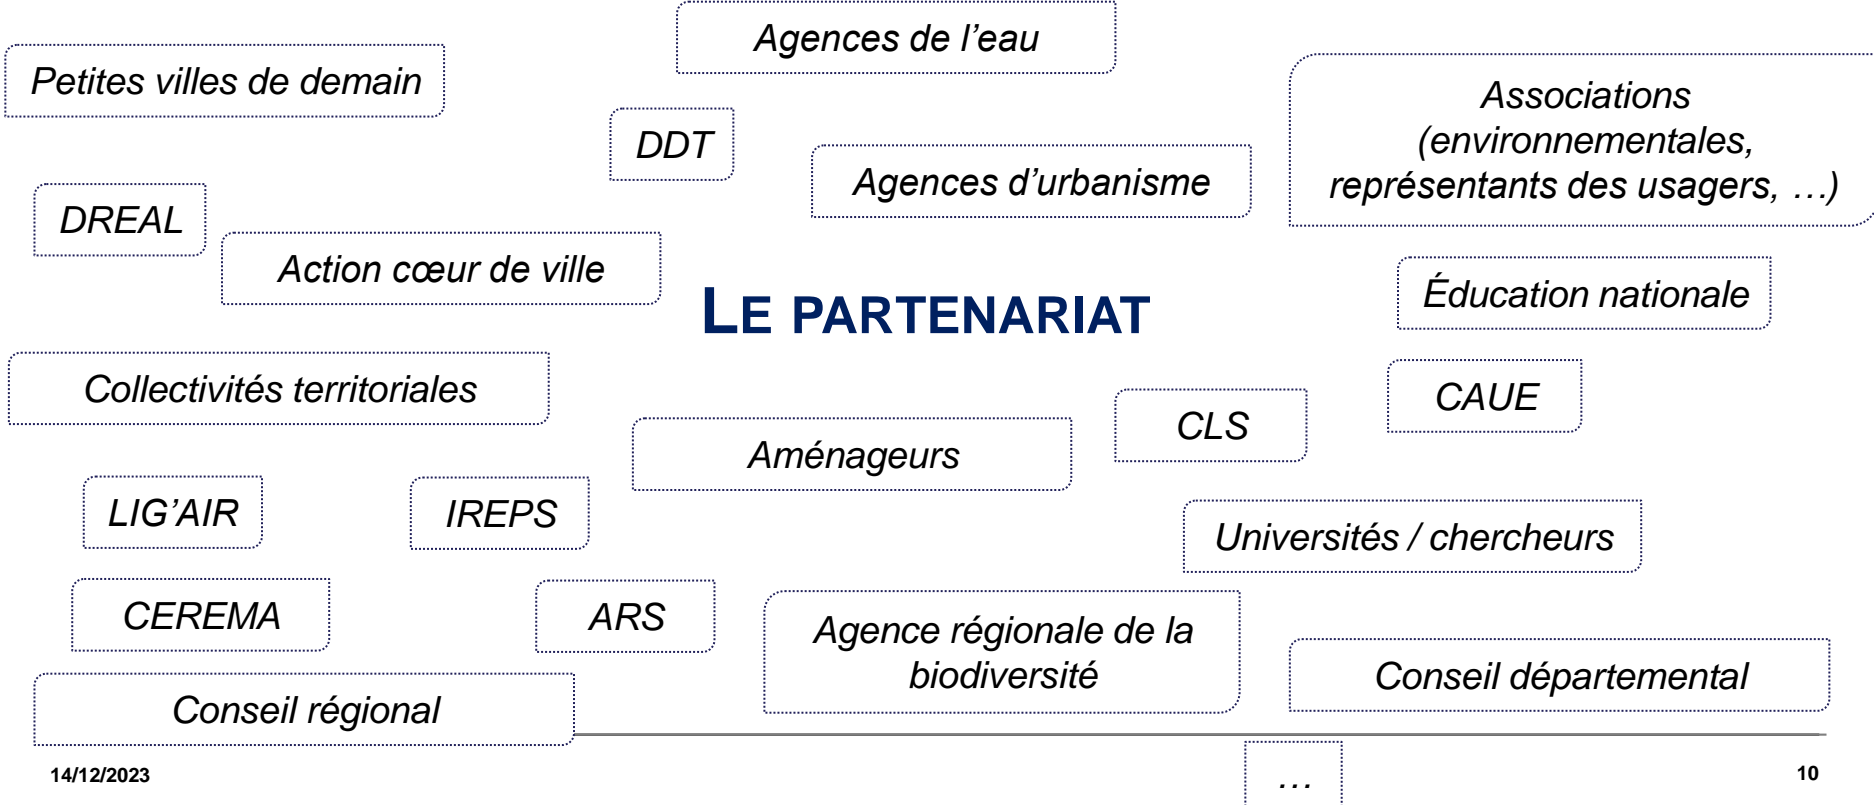 Agences de l’eau
Petites villes de demain
Associations
(environnementales,
représentants des usagers, …)
DDT
Agences d’urbanisme
DREAL
Action cœur de ville
Éducation nationale
LE PARTENARIAT
Collectivités territoriales
CAUE
CLS
Aménageurs
LIG’AIR
IREPS
Universités / chercheurs
CEREMA
ARS
Agence régionale de la
biodiversité
Conseil départemental
Conseil régional
14/12/2023
…
10